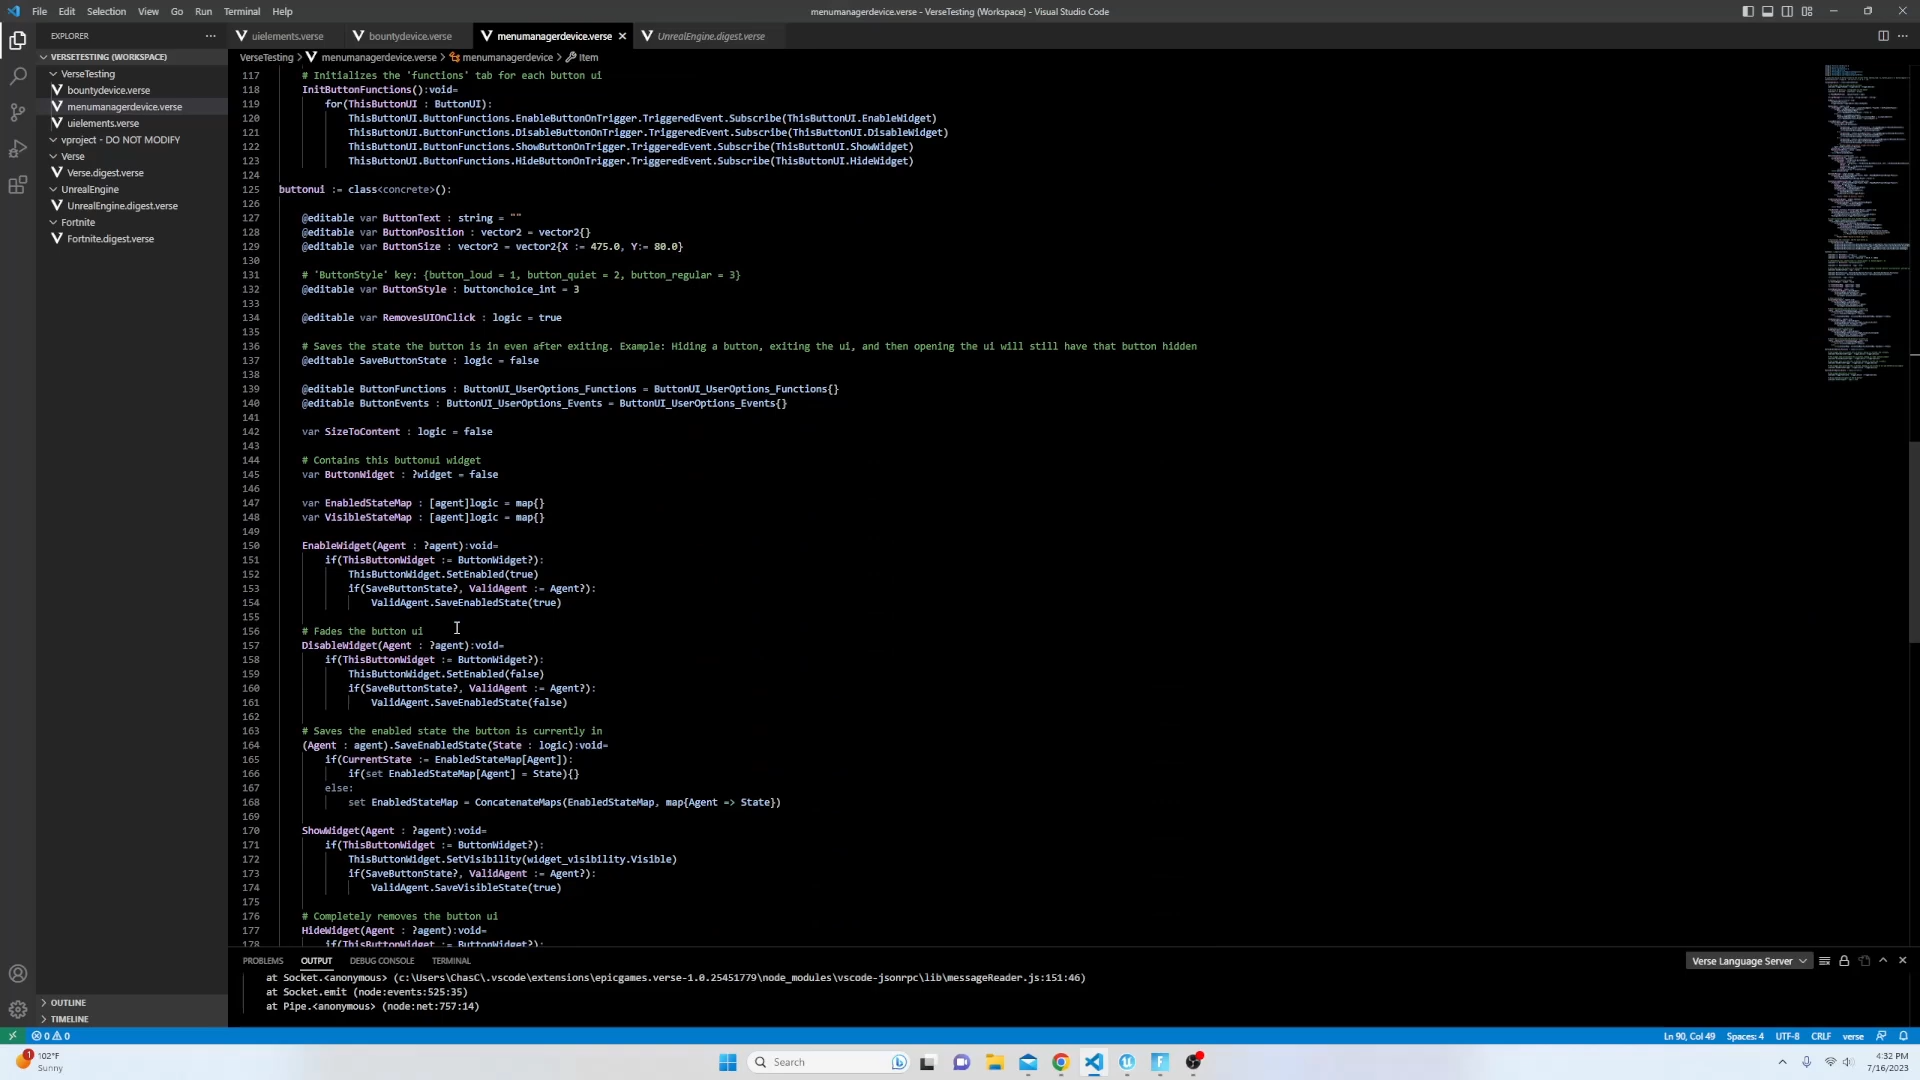 File Edit Selection View Go Run Terminal Help
menumanagerdevice.verse - VerseTesting (Workspace) - Visual Studio Code
EXPLORER
uielements.verse
bountydevice.verse
menumanagerdevice.verse
UnrealEngine.digest.verse
VERSETESTING (WORKSPACE)
VerseTesting
bountydevice.verse
menumanagerdevice.verse
uielements.verse
vproject - DO NOT MODIFY
Verse
Verse.digest.verse
UnrealEngine
UnrealEngine.digest.verse
Fortnite
Fortnite.digest.verse
VerseTesting > menumanagerdevice.verse > menumanagerdevice > Item
117 # Initializes the 'functions' tab for each button ui
118 InitButtonFunctions():void=
119 for(ThisButtonUI : ButtonUI):
120 ThisButtonUI.ButtonFunctions.EnableButtonOnTrigger.TriggeredEvent.Subscribe(ThisButtonUI.EnableWidget)
121 ThisButtonUI.ButtonFunctions.DisableButtonOnTrigger.TriggeredEvent.Subscribe(ThisButtonUI.DisableWidget)
122 ThisButtonUI.ButtonFunctions.ShowButtonOnTrigger.TriggeredEvent.Subscribe(ThisButtonUI.ShowWidget)
123 ThisButtonUI.ButtonFunctions.HideButtonOnTrigger.TriggeredEvent.Subscribe(ThisButtonUI.HideWidget)
124
125 buttonui := class<concrete>():
126
127 @editable var ButtonText : string = ""
128 @editable var ButtonPosition : vector2 = vector2{}
129 @editable var ButtonSize : vector2 = vector2{X := 475.0, Y:= 80.0}
130
131 # 'ButtonStyle' key: {button_loud = 1, button_quiet = 2, button_regular = 3}
132 @editable var ButtonStyle : buttonchoice_int = 3
133
134 @editable var RemovesUIOnClick : logic = true
135
136 # Saves the state the button is in even after exiting. Example: Hiding a button, exiting the ui, and then opening the ui will still have that button hidden
137 @editable SaveButtonState : logic = false
138
139 @editable ButtonFunctions : ButtonUI_UserOptions_Functions = ButtonUI_UserOptions_Functions{}
140 @editable ButtonEvents : ButtonUI_UserOptions_Events = ButtonUI_UserOptions_Events{}
141
142 var SizeToContent : logic = false
143
144 # Contains this buttonui widget
145 var ButtonWidget : ?widget = false
146
147 var EnabledStateMap : [agent]logic = map{}
148 var VisibleStateMap : [agent]logic = map{}
149
150 EnableWidget(Agent : ?agent):void=
151 if(ThisButtonWidget := ButtonWidget?):
152 ThisButtonWidget.SetEnabled(true)
153 if(SaveButtonState?, ValidAgent := Agent?):
154 ValidAgent.SaveEnabledState(true)
155
156 # Fades the button ui
157 DisableWidget(Agent : ?agent):void=
158 if(ThisButtonWidget := ButtonWidget?):
159 ThisButtonWidget.SetEnabled(false)
160 if(SaveButtonState?, ValidAgent := Agent?):
161 ValidAgent.SaveEnabledState(false)
162
163 # Saves the enabled state the button is currently in
164 (Agent : agent).SaveEnabledState(State : logic):void=
165 if(CurrentState := EnabledStateMap[Agent]):
166 if(set EnabledStateMap[Agent] = State){}
167 else:
168 set EnabledStateMap = ConcatenateMaps(EnabledStateMap, map{Agent => State})
169
170 ShowWidget(Agent : ?agent):void=
171 if(ThisButtonWidget := ButtonWidget?):
172 ThisButtonWidget.SetVisibility(widget_visibility.Visible)
173 if(SaveButtonState?, ValidAgent := Agent?):
174 ValidAgent.SaveVisibleState(true)
175
176 # Completely removes the button ui
177 HideWidget(Agent : ?agent):void=
178 if(ThisButtonWidget := ButtonWidget?):
PROBLEMS OUTPUT DEBUG CONSOLE TERMINAL
Verse Language Server
at Socket.<anonymous> (c:\Users\ChasC\.vscode\extensions\epicgames.verse-1.0.25451779\node_modules\vscode-jsonrpc\lib\messageReader.js:151:46)
at Socket.emit (node:events:525:35)
at Pipe.<anonymous> (node:net:757:14)
OUTLINE
TIMELINE
0 0
Ln 90, Col 49 Spaces: 4 UTF-8 CRLF verse
1
102°F
Sunny
Search
4:32 PM
7/16/2023